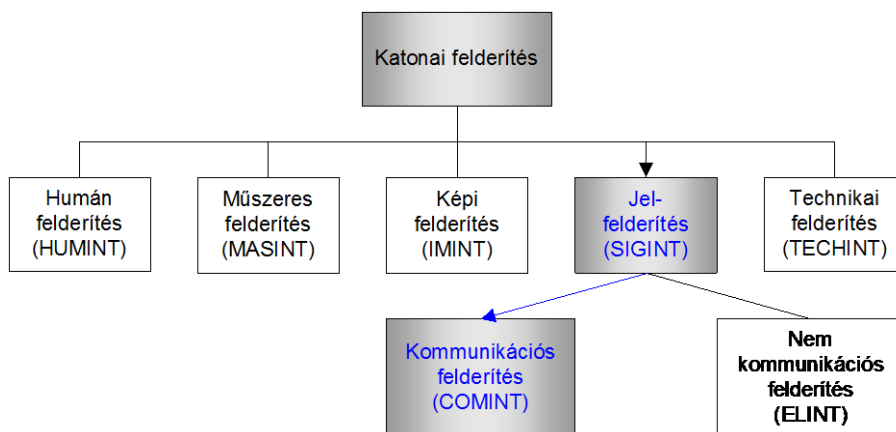 Katonai felderítés
Humán
felderítés
(HUMINT)
Műszeres
felderítés
(MASINT)
Képi
felderítés
(IMINT)
Jel-
felderítés
(SIGINT)
Technikai
felderítés
(TECHINT)
Kommunikációs
felderítés
(COMINT)
Nem
kommunikációs
felderítés
(ELINT)